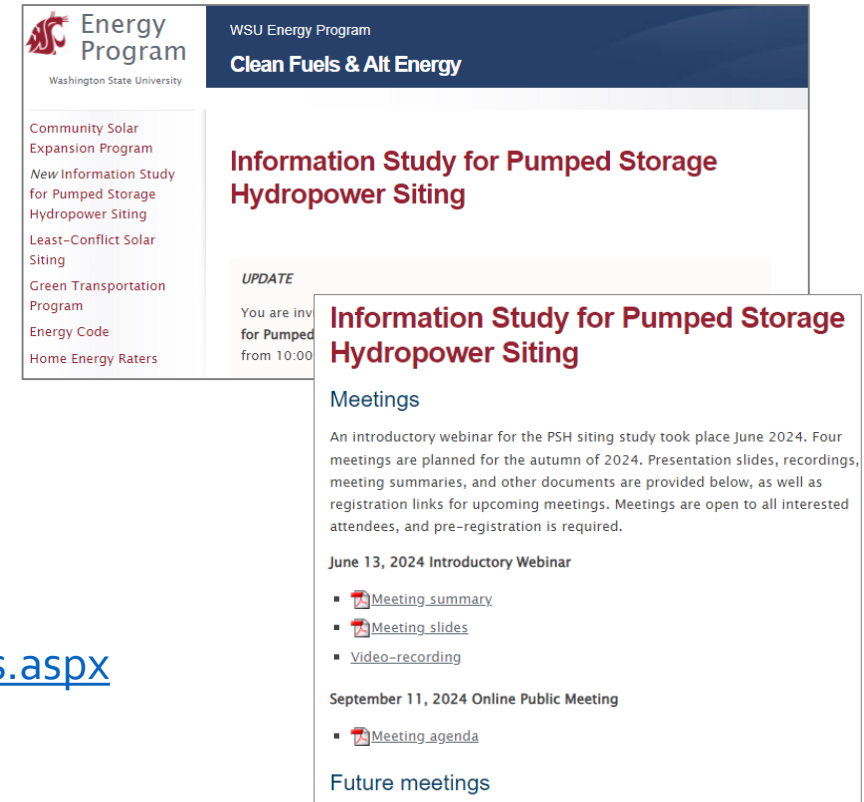 Energy
Program
Washington State University
WSU Energy Program
Clean Fuels & Alt Energy
Community Solar
Expansion Program
New Information Study
for Pumped Storage
Hydropower Siting
Least-Conflict Solar
Siting
Green Transportation
Program
Energy Code
Home Energy Raters
Information Study for Pumped Storage
Hydropower Siting
UPDATE
You are inv
for Pumped
from 10:00
Information Study for Pumped Storage
Hydropower Siting
Meetings
An introductory webinar for the PSH siting study took place June 2024. Four
meetings are planned for the autumn of 2024. Presentation slides, recordings,
meeting summaries, and other documents are provided below, as well as
registration links for upcoming meetings. Meetings are open to all interested
attendees, and pre-registration is required.
June 13, 2024 Introductory Webinar
Meeting summary
Meeting slides
Video-recording
September 11, 2024 Online Public Meeting
Meeting agenda
Future meetings
s.aspx